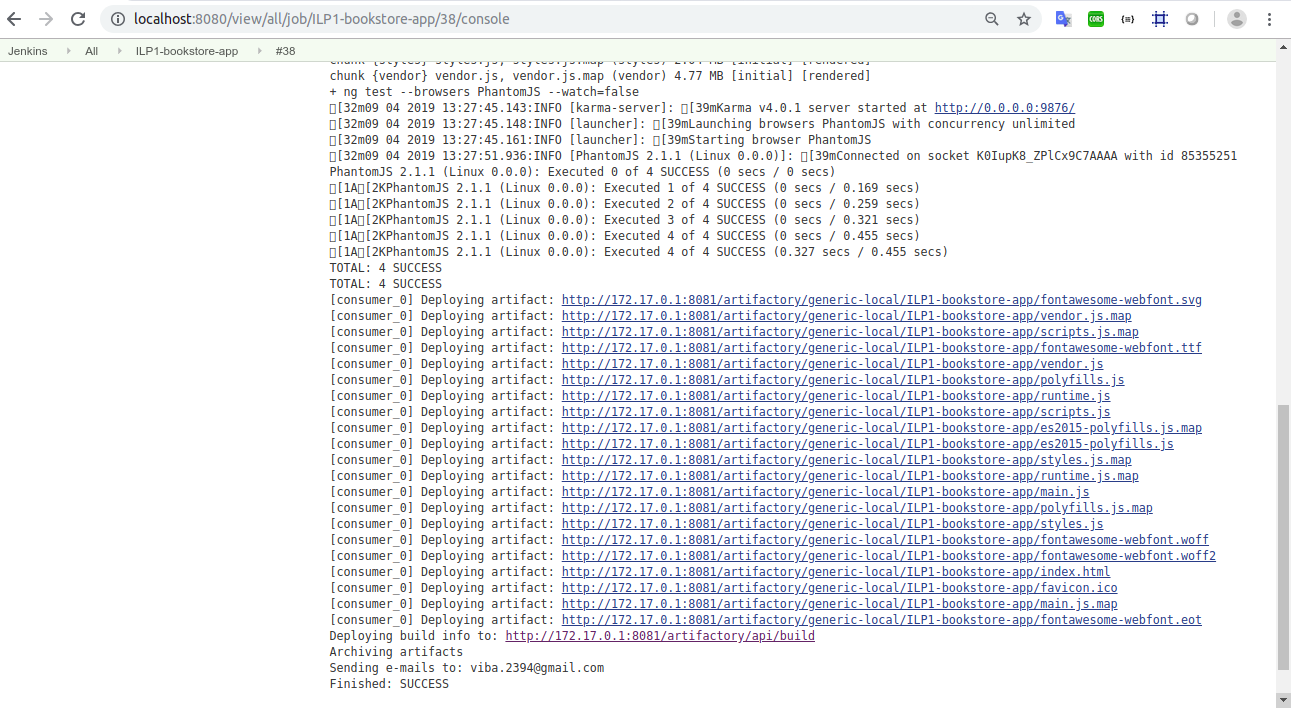 localhost:8080/view/all/job/ILP1-bookstore-app/38/console
CORS
Jenkins All ILP1-bookstore-app #38
chunk {styles} styles.js, styles.js.map (styles) MB [initial] [rendered]
chunk {vendor} vendor.js, vendor.js.map (vendor) 4.77 MB [initial] [rendered]
+ ng test --browsers PhantomJS --watch=false
[32m09 04 2019 13:27:45.143:INFO [karma-server]: [39mKarma v4.0.1 server started at http://0.0.0.0:9876/
[32m09 04 2019 13:27:45.148:INFO [launcher]: [39mLaunching browsers PhantomJS with concurrency unlimited
[32m09 04 2019 13:27:45.161:INFO [launcher]: [39mStarting browser PhantomJS
[32m09 04 2019 13:27:51.936:INFO [PhantomJS 2.1.1 (Linux 0.0.0)]: [39mConnected on socket K0IupK8_ZPlCx9C7AAAA with id 85355251
PhantomJS 2.1.1 (Linux 0.0.0): Executed 0 of 4 SUCCESS (0 secs / 0 secs)
[1A[2KPhantomJS 2.1.1 (Linux 0.0.0): Executed 1 of 4 SUCCESS (0 secs / 0.169 secs)
[1A[2KPhantomJS 2.1.1 (Linux 0.0.0): Executed 2 of 4 SUCCESS (0 secs / 0.259 secs)
[1A[2KPhantomJS 2.1.1 (Linux 0.0.0): Executed 3 of 4 SUCCESS (0 secs / 0.321 secs)
[1A[2KPhantomJS 2.1.1 (Linux 0.0.0): Executed 4 of 4 SUCCESS (0 secs / 0.455 secs)
[1A[2KPhantomJS 2.1.1 (Linux 0.0.0): Executed 4 of 4 SUCCESS (0.327 secs / 0.455 secs)
TOTAL: 4 SUCCESS
TOTAL: 4 SUCCESS
[consumer_0] Deploying artifact: http://172.17.0.1:8081/artifactory/generic-local/ILP1-bookstore-app/fontawesome-webfont.svg
[consumer_0] Deploying artifact: http://172.17.0.1:8081/artifactory/generic-local/ILP1-bookstore-app/vendor.js.map
[consumer_0] Deploying artifact: http://172.17.0.1:8081/artifactory/generic-local/ILP1-bookstore-app/scripts.js.map
[consumer_0] Deploying artifact: http://172.17.0.1:8081/artifactory/generic-local/ILP1-bookstore-app/fontawesome-webfont.ttf
[consumer_0] Deploying artifact: http://172.17.0.1:8081/artifactory/generic-local/ILP1-bookstore-app/vendor.js
[consumer_0] Deploying artifact: http://172.17.0.1:8081/artifactory/generic-local/ILP1-bookstore-app/polyfills.js
[consumer_0] Deploying artifact: http://172.17.0.1:8081/artifactory/generic-local/ILP1-bookstore-app/runtime.js
[consumer_0] Deploying artifact: http://172.17.0.1:8081/artifactory/generic-local/ILP1-bookstore-app/scripts.js
[consumer_0] Deploying artifact: http://172.17.0.1:8081/artifactory/generic-local/ILP1-bookstore-app/es2015-polyfills.js.map
[consumer_0] Deploying artifact: http://172.17.0.1:8081/artifactory/generic-local/ILP1-bookstore-app/es2015-polyfills.js
[consumer_0] Deploying artifact: http://172.17.0.1:8081/artifactory/generic-local/ILP1-bookstore-app/styles.js.map
[consumer_0] Deploying artifact: http://172.17.0.1:8081/artifactory/generic-local/ILP1-bookstore-app/runtime.js.map
[consumer_0] Deploying artifact: http://172.17.0.1:8081/artifactory/generic-local/ILP1-bookstore-app/main.js
[consumer_0] Deploying artifact: http://172.17.0.1:8081/artifactory/generic-local/ILP1-bookstore-app/polyfills.js.map
[consumer_0] Deploying artifact: http://172.17.0.1:8081/artifactory/generic-local/ILP1-bookstore-app/styles.js
[consumer_0] Deploying artifact: http://172.17.0.1:8081/artifactory/generic-local/ILP1-bookstore-app/fontawesome-webfont.woff
[consumer_0] Deploying artifact: http://172.17.0.1:8081/artifactory/generic-local/ILP1-bookstore-app/fontawesome-webfont.woff2
[consumer_0] Deploying artifact: http://172.17.0.1:8081/artifactory/generic-local/ILP1-bookstore-app/index.html
[consumer_0] Deploying artifact: http://172.17.0.1:8081/artifactory/generic-local/ILP1-bookstore-app/favicon.ico
[consumer_0] Deploying artifact: http://172.17.0.1:8081/artifactory/generic-local/ILP1-bookstore-app/main.js.map
[consumer_0] Deploying artifact: http://172.17.0.1:8081/artifactory/generic-local/ILP1-bookstore-app/fontawesome-webfont.eot
Deploying build info to: http://172.17.0.1:8081/artifactory/api/build
Archiving artifacts
Sending e-mails to: viba.2394@gmail.com
Finished: SUCCESS